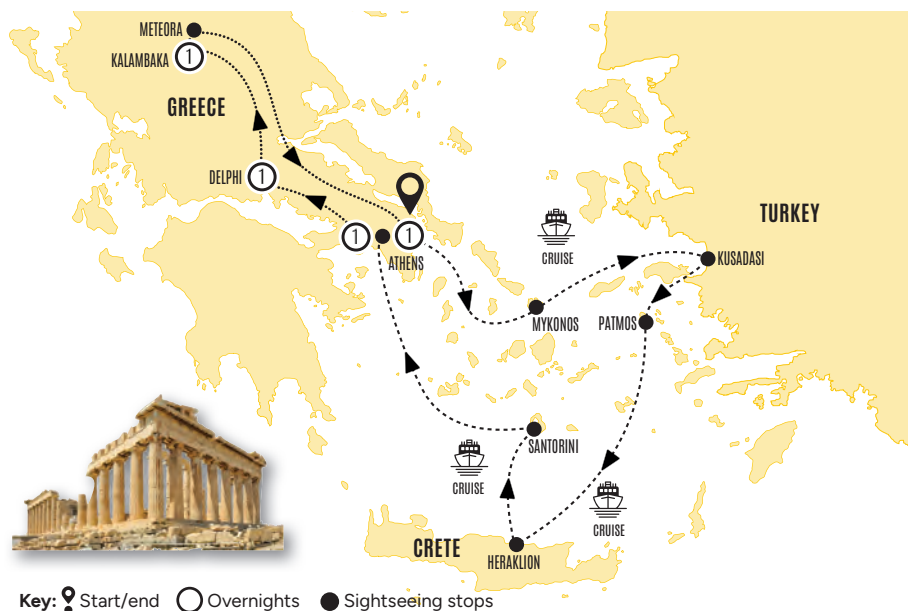 METEORA
KALAMBAKA
1
GREECE
DELPHI
1
1
1
ATHENS
CRUISE
TURKEY
KUSADASI
MYKONOS
PATMOS
SANTORINI
CRUISE
CRUISE
CRETE
HERAKLION
Key: Start/end Overnights Sightseeing stops